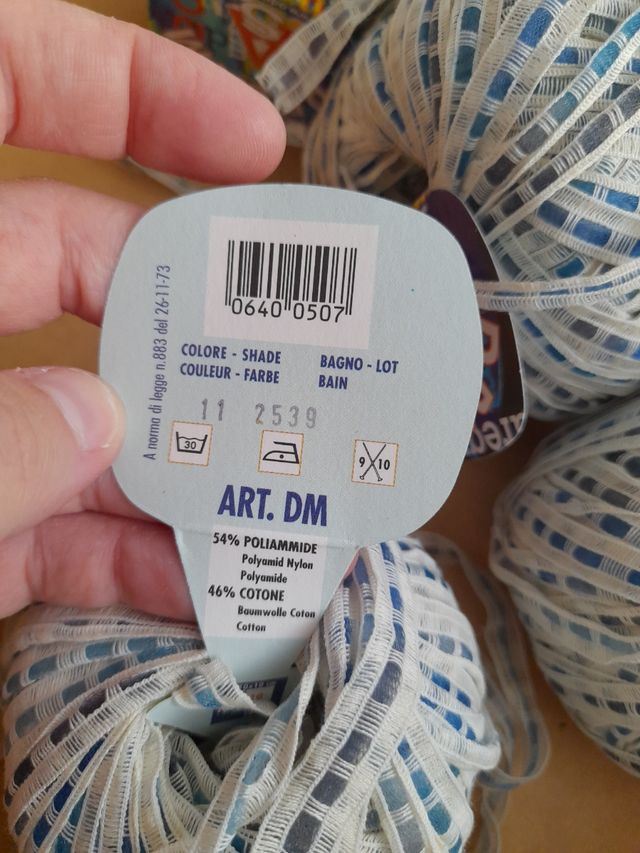 0640 0507
COLORE - SHADE
COULEUR - FARBE
BAGNO - LOT
BAIN
11 2539
A norma di legge n.883 del 26-11-73
30
9 10
ART. DM
54% POLIAMMIDE
Polyamid Nylon
Polyamide
46% COTONE
Baumwolle Coton
Cotton